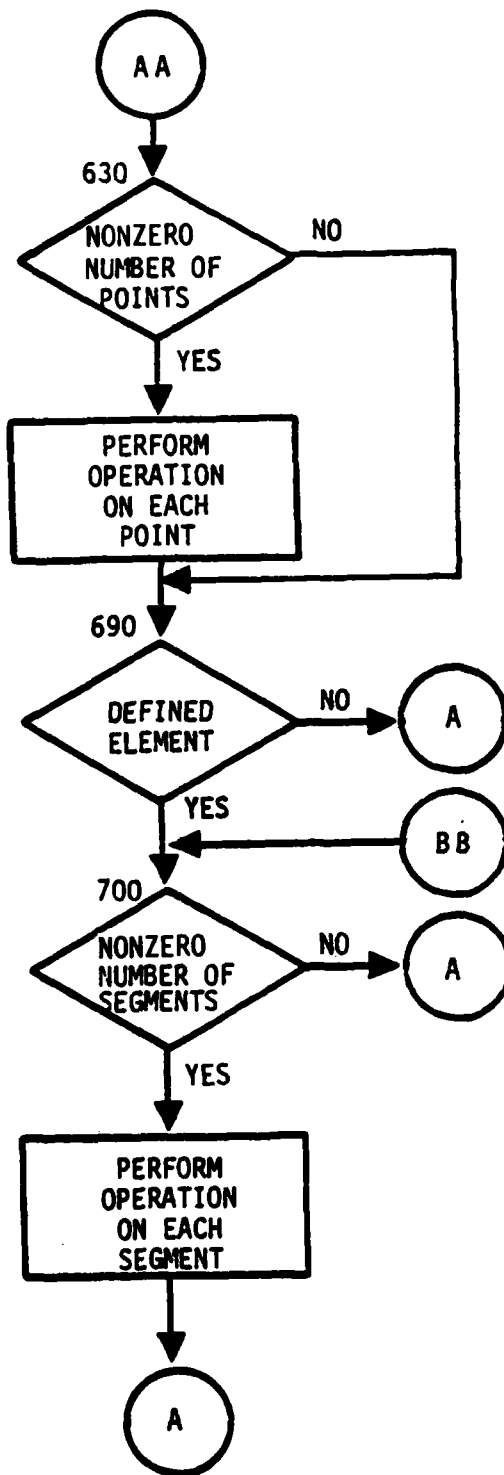 AA
630
NONZERO
NUMBER OF
POINTS
NO
YES
PERFORM
OPERATION
ON EACH
POINT
690
DEFINED
ELEMENT
NO
A
YES
BB
700
NONZERO
NUMBER OF
SEGMENTS
NO
A
YES
PERFORM
OPERATION
ON EACH
SEGMENT
A